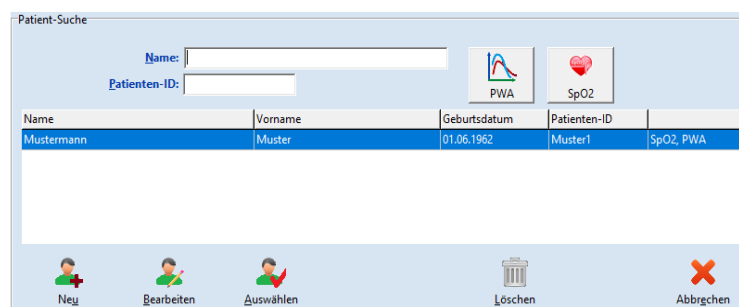 Patient-Suche
Name:
Patienten-ID:
PWA SpO2
Name Vorname Geburtsdatum Patienten-ID
Mustermann Muster 01.06.1962 Muster1 SpO2, PWA
Neu Bearbeiten Auswählen Löschen Abbrechen